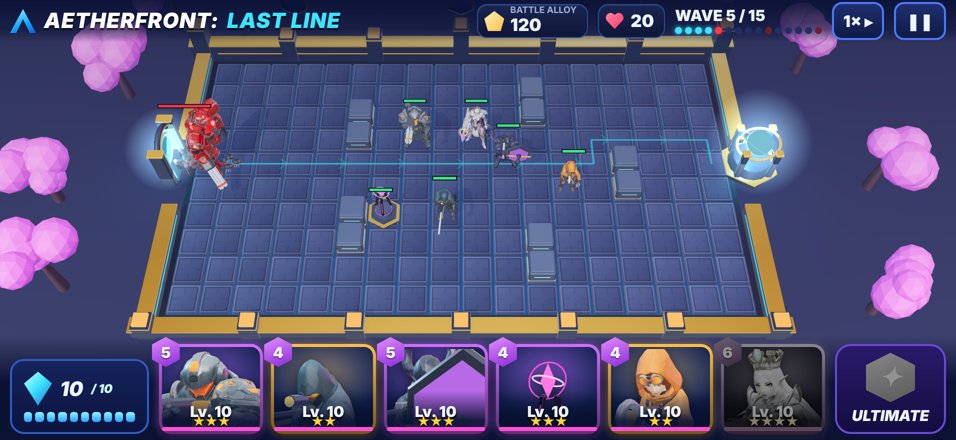 AETHERFRONT: LAST LINE
BATTLE ALLOY
120
20
WAVE 5 / 15
1×
10 / 10
5
Lv. 10
4
Lv. 10
5
Lv. 10
4
Lv. 10
4
Lv. 10
6
Lv. 10
ULTIMATE